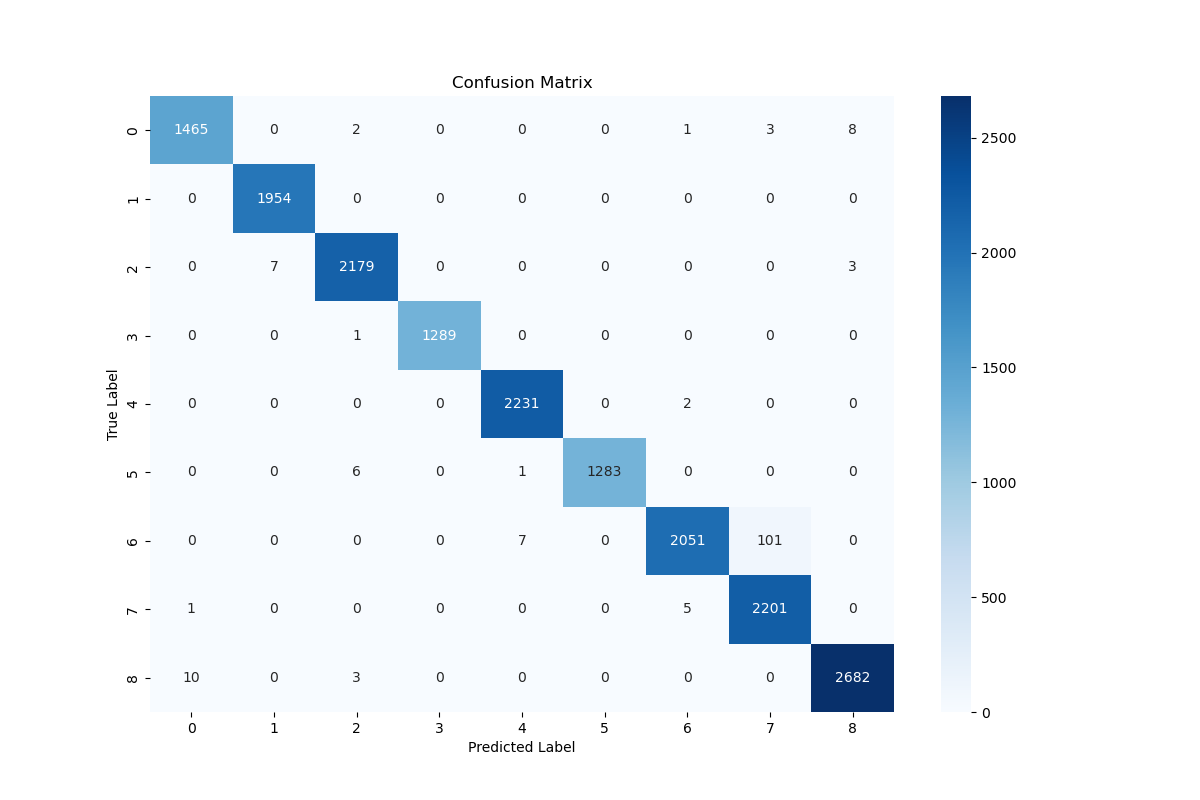 Confusion Matrix
0 1465 0 2 0 0 0 1 3 8
1 0 1954 0 0 0 0 0 0 0
2 0 7 2179 0 0 0 0 0 3
3 0 0 1 1289 0 0 0 0 0
4 0 0 0 0 2231 0 2 0 0
5 0 0 6 0 1 1283 0 0 0
6 0 0 0 0 7 0 2051 101 0
7 1 0 0 0 0 0 5 2201 0
8 10 0 3 0 0 0 0 0 2682
0 1 2 3 4 5 6 7 8
Predicted Label
True Label
2500
2000
1500
1000
500
0